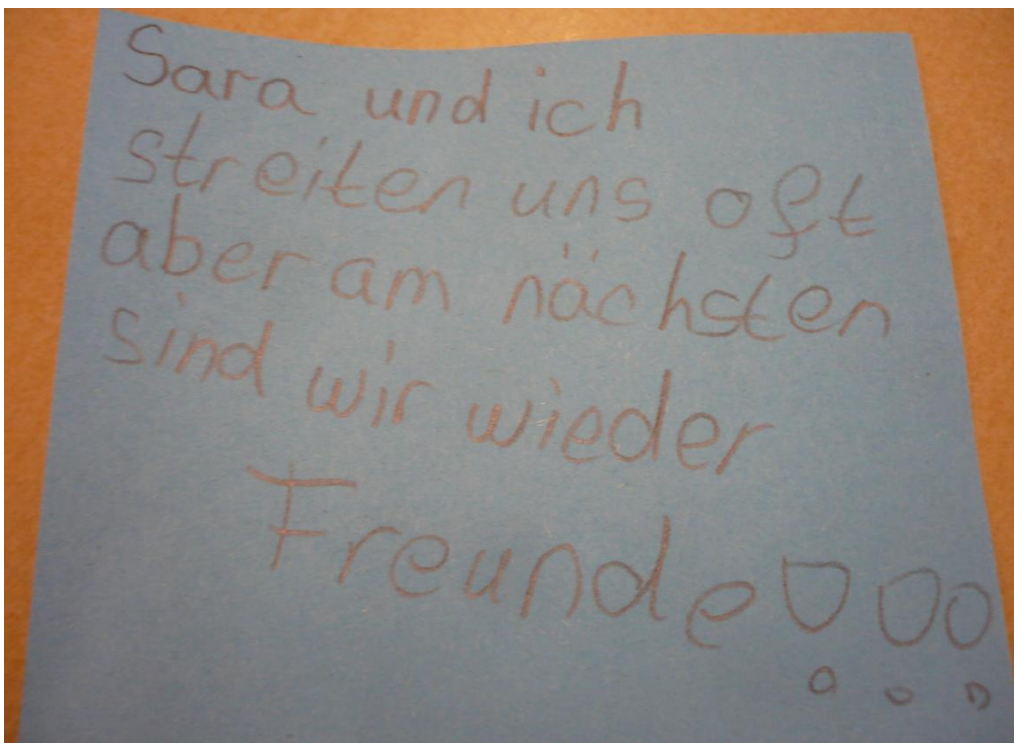 Sara und ich
streiten uns oft
aber am nächsten
sind wir wieder
Freunde!!!